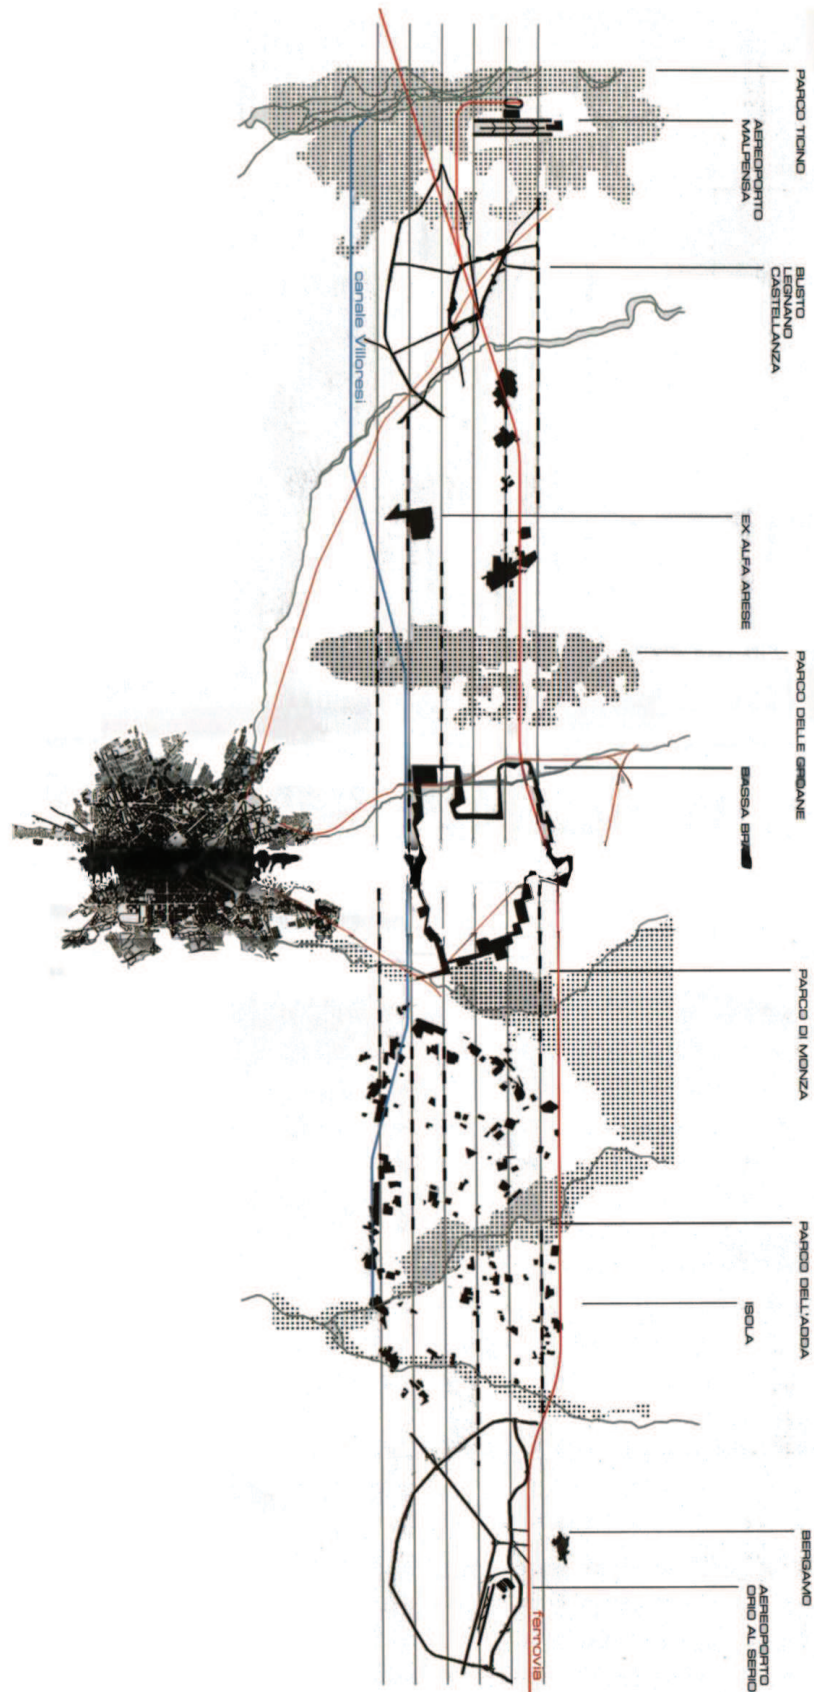 PARCO TICINO
AEREOPORTO
MALPENSA
BUSTO
LEGNANO
CASTELLANZA
EX ALFA ARESE
PARCO DELLE GROANE
BASSA
PARCO DI MONZA
PARCO DELL'ADDA
ISOLA
BERGAMO
AEREOPORTO
ORIO AL SERIO
canale Villoresi
ferrovia